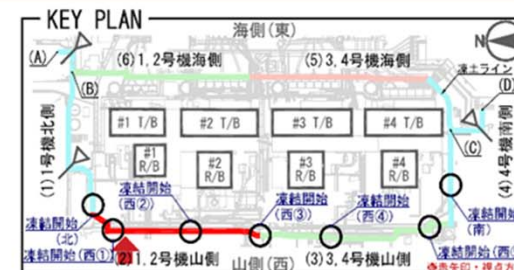 KEY PLAN
海側(東)
N
(A)
(6)1,2号機海側
(5)3,4号機海側
凍土ライン
(B)
(D)
#1 T/B
#2 T/B
#3 T/B
#4 T/B
(1)1号機北側
(4)4号機南側
(C)
#1
R/B
#2
R/B
#3
R/B
#4
R/B
凍結開始
(西②)
凍結開始
(西③)
凍結開始
(西④)
凍結開始
(北)
凍結開始
(南)
凍結開始(西①)
(2)1,2号機山側
山側(西)
(3)3,4号機山側
凍結開始(西